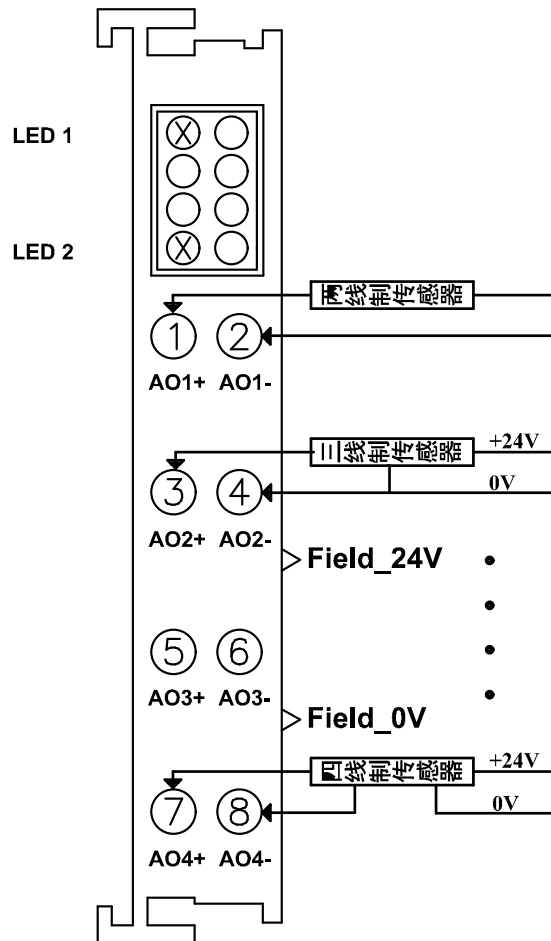 LED 1
LED 2
两线制传感器
1 2
AO1+ AO1-
三线制传感器 +24V
0V
3 4
AO2+ AO2-
Field_24V
5 6
AO3+ AO3-
Field_0V
四线制传感器 +24V
0V
7 8
AO4+ AO4-